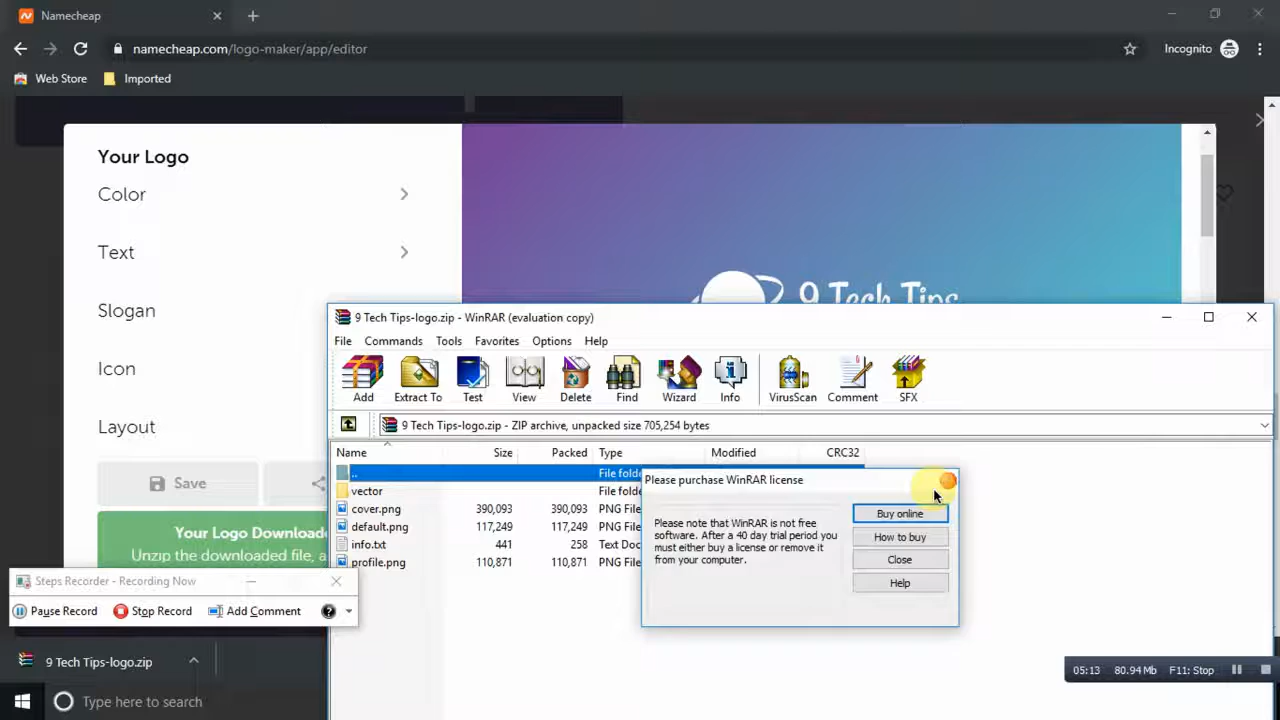 Namecheap
namecheap.com/logo-maker/app/editor
Incognito
Web Store
Imported
Your Logo
Color
Text
Slogan
Icon
Layout
Save
Your Logo Download
Unzip the downloaded file, a
9 Tech Tips
9 Tech Tips-logo.zip - WinRAR (evaluation copy)
File Commands Tools Favorites Options Help
Add Extract To Test View Delete Find Wizard Info VirusScan Comment SFX
9 Tech Tips-logo.zip - ZIP archive, unpacked size 705,254 bytes
Name Size Packed Type Modified CRC32
.. File folde
vector File folde
cover.png 390,093 390,093 PNG File
default.png 117,249 117,249 PNG File
info.txt 441 258 Text Doc
profile.png 110,871 110,871 PNG File
Please purchase WinRAR license
Please note that WinRAR is not free
software. After a 40 day trial period you
must either buy a license or remove it
from your computer.
Buy online
How to buy
Close
Help
Steps Recorder - Recording Now
Pause Record Stop Record Add Comment
9 Tech Tips-logo.zip
05:13 80.94Mb F11: Stop
Type here to search